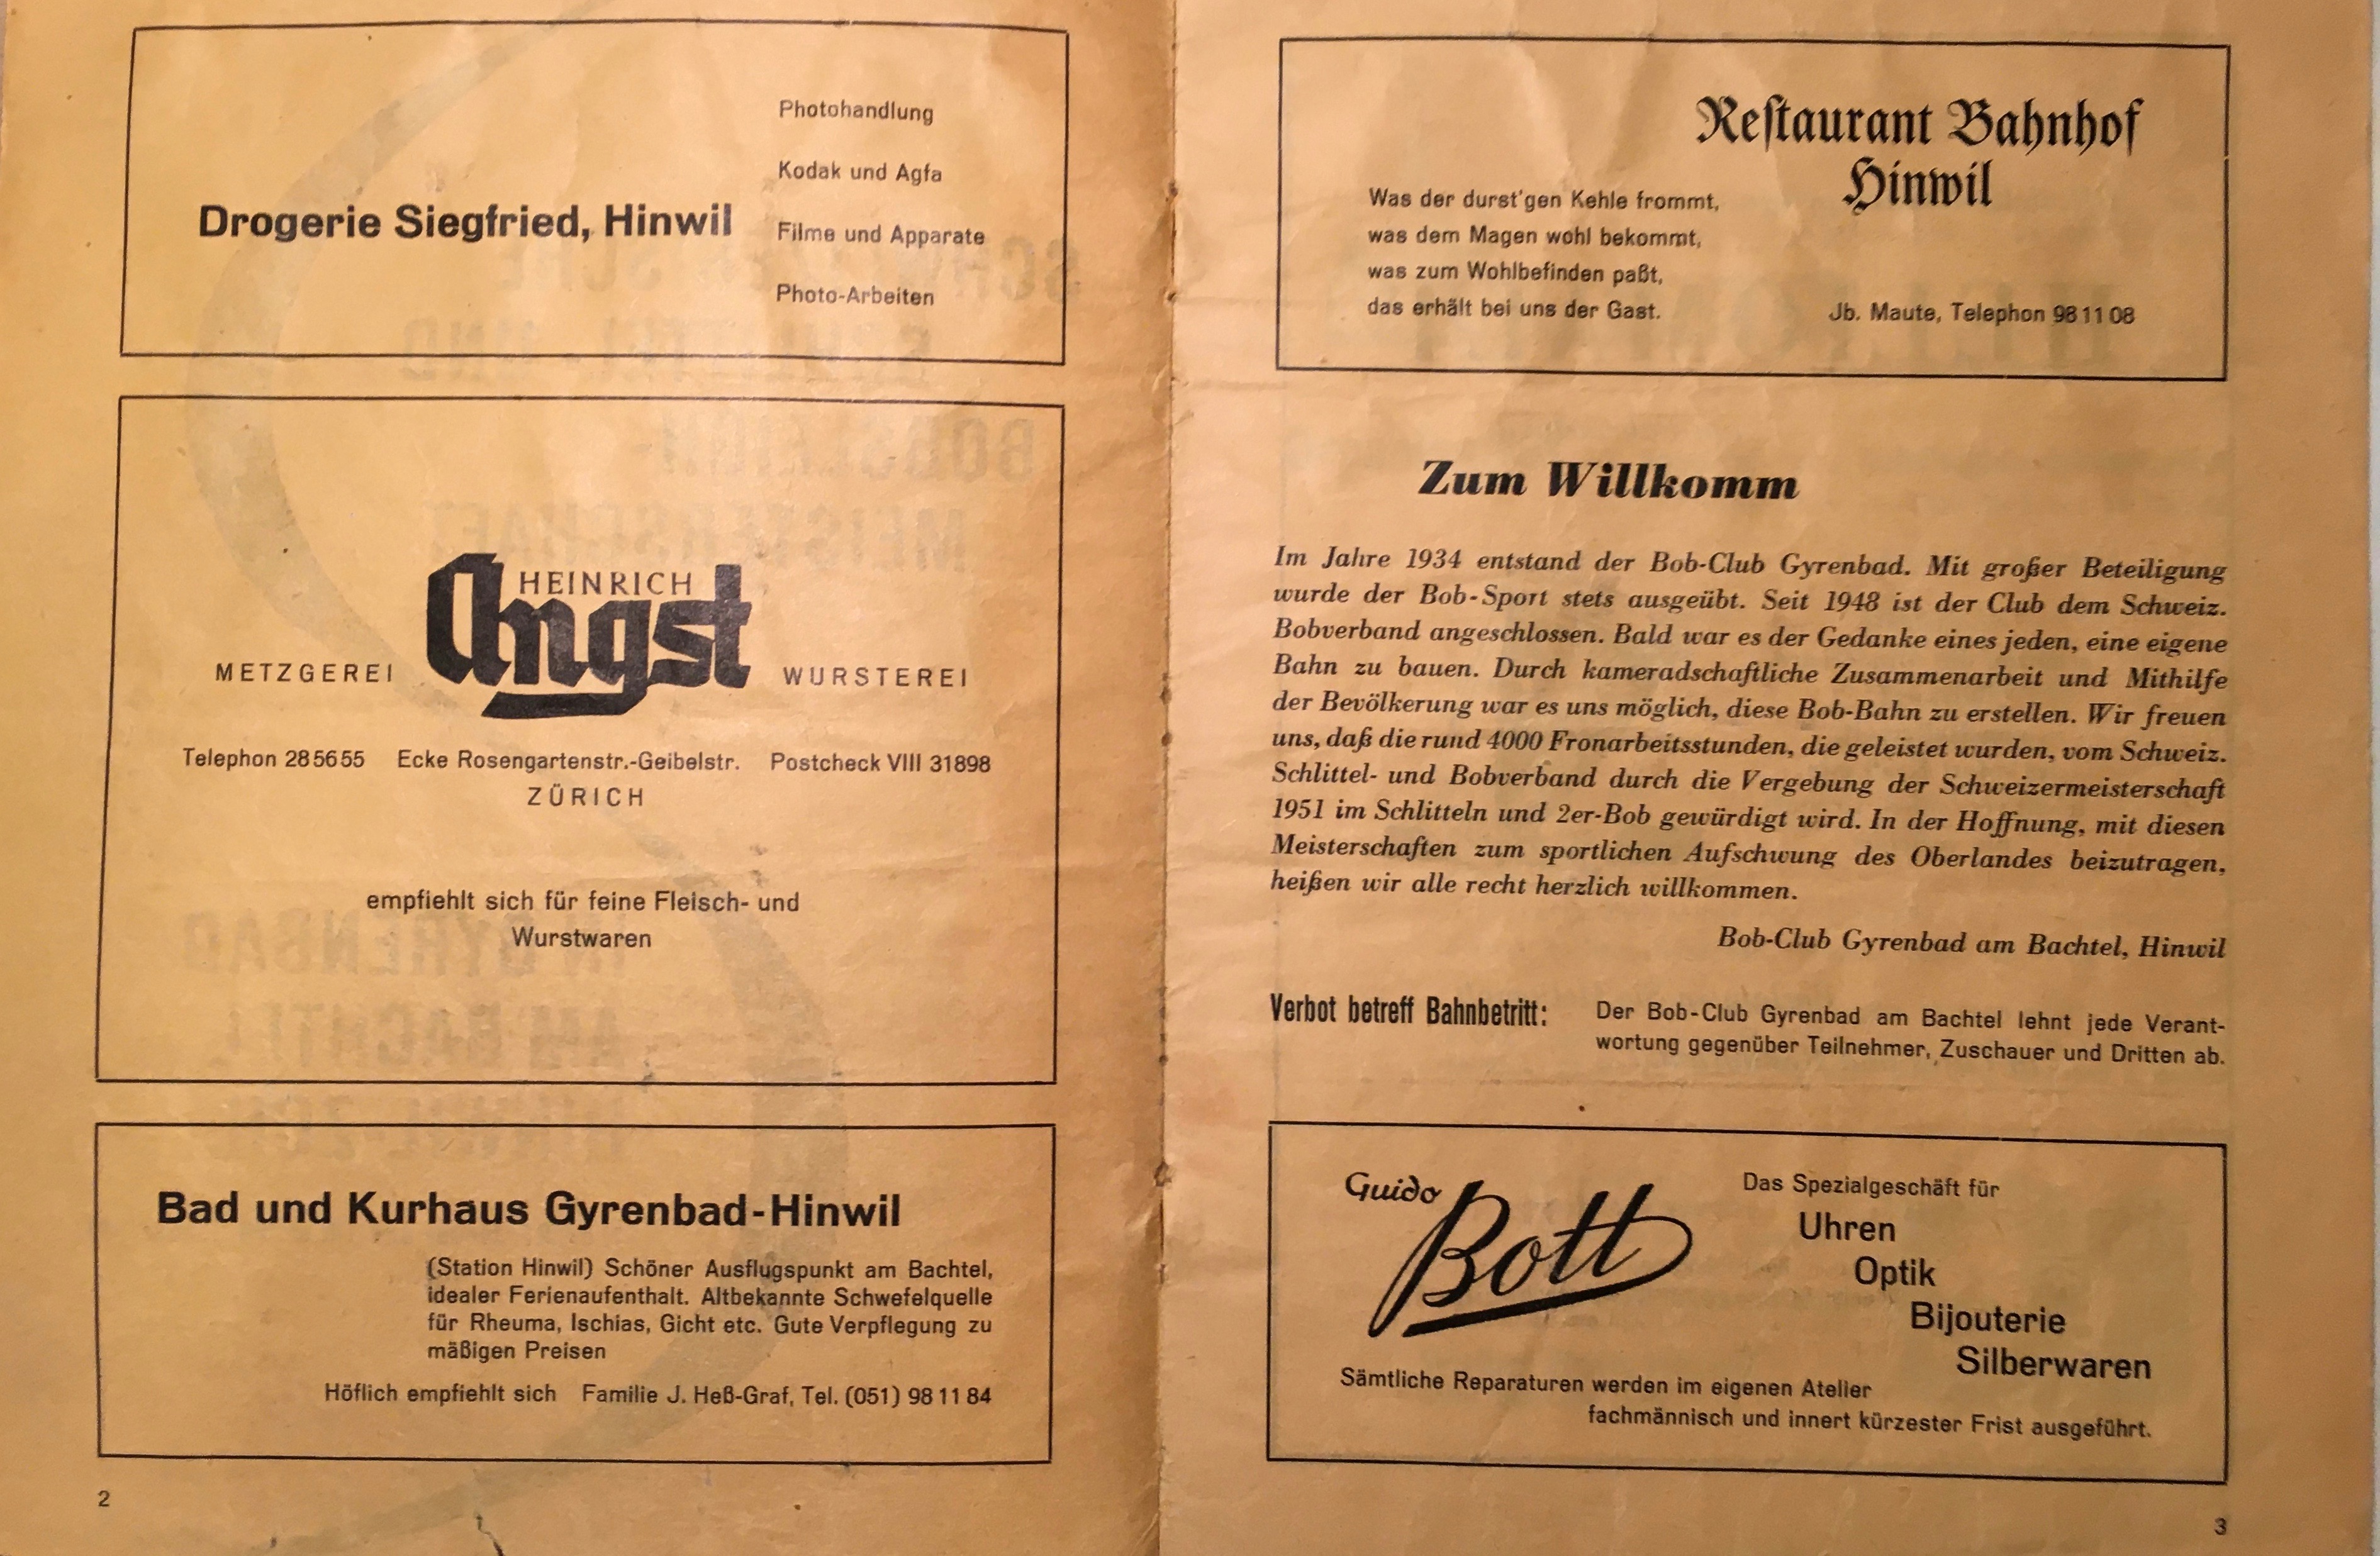 Drogerie Siegfried, Hinwil
Photohandlung
Kodak und Agfa
Filme und Apparate
Photo-Arbeiten
HEINRICH
Angst
METZGEREI
WURSTEREI
Telephon 28 56 55 Ecke Rosengartenstr.-Geibelstr. Postcheck VIII 31898
ZÜRICH
empfiehlt sich für feine Fleisch- und
Wurstwaren
Bad und Kurhaus Gyrenbad-Hinwil
(Station Hinwil) Schöner Ausflugspunkt am Bachtel,
idealer Ferienaufenthalt. Altbekannte Schwefelquelle
für Rheuma, Ischias, Gicht etc. Gute Verpflegung zu
mäßigen Preisen
Höflich empfiehlt sich Familie J. Heß-Graf, Tel. (051) 98 11 84
2
Restaurant Bahnhof
Hinwil
Was der durst'gen Kehle frommt,
was dem Magen wohl bekommt,
was zum Wohlbefinden paßt,
das erhält bei uns der Gast.
Jb. Maute, Telephon 98 11 08
Zum Willkomm
Im Jahre 1934 entstand der Bob-Club Gyrenbad. Mit großer Beteiligung
wurde der Bob-Sport stets ausgeübt. Seit 1948 ist der Club dem Schweiz.
Bobverband angeschlossen. Bald war es der Gedanke eines jeden, eine eigene
Bahn zu bauen. Durch kameradschaftliche Zusammenarbeit und Mithilfe
der Bevölkerung war es uns möglich, diese Bob-Bahn zu erstellen. Wir freuen
uns, daß die rund 4000 Fronarbeitsstunden, die geleistet wurden, vom Schweiz.
Schlittel- und Bobverband durch die Vergebung der Schweizermeisterschaft
1951 im Schlitteln und 2er-Bob gewürdigt wird. In der Hoffnung, mit diesen
Meisterschaften zum sportlichen Aufschwung des Oberlandes beizutragen,
heißen wir alle recht herzlich willkommen.
Bob-Club Gyrenbad am Bachtel, Hinwil
Verbot betreff Bahnbetritt:
Der Bob-Club Gyrenbad am Bachtel lehnt jede Verant-
wortung gegenüber Teilnehmer, Zuschauer und Dritten ab.
Guido
Bott
Das Spezialgeschäft für
Uhren
Optik
Bijouterie
Silberwaren
Sämtliche Reparaturen werden im eigenen Atelier
fachmännisch und innert kürzester Frist ausgeführt.
3